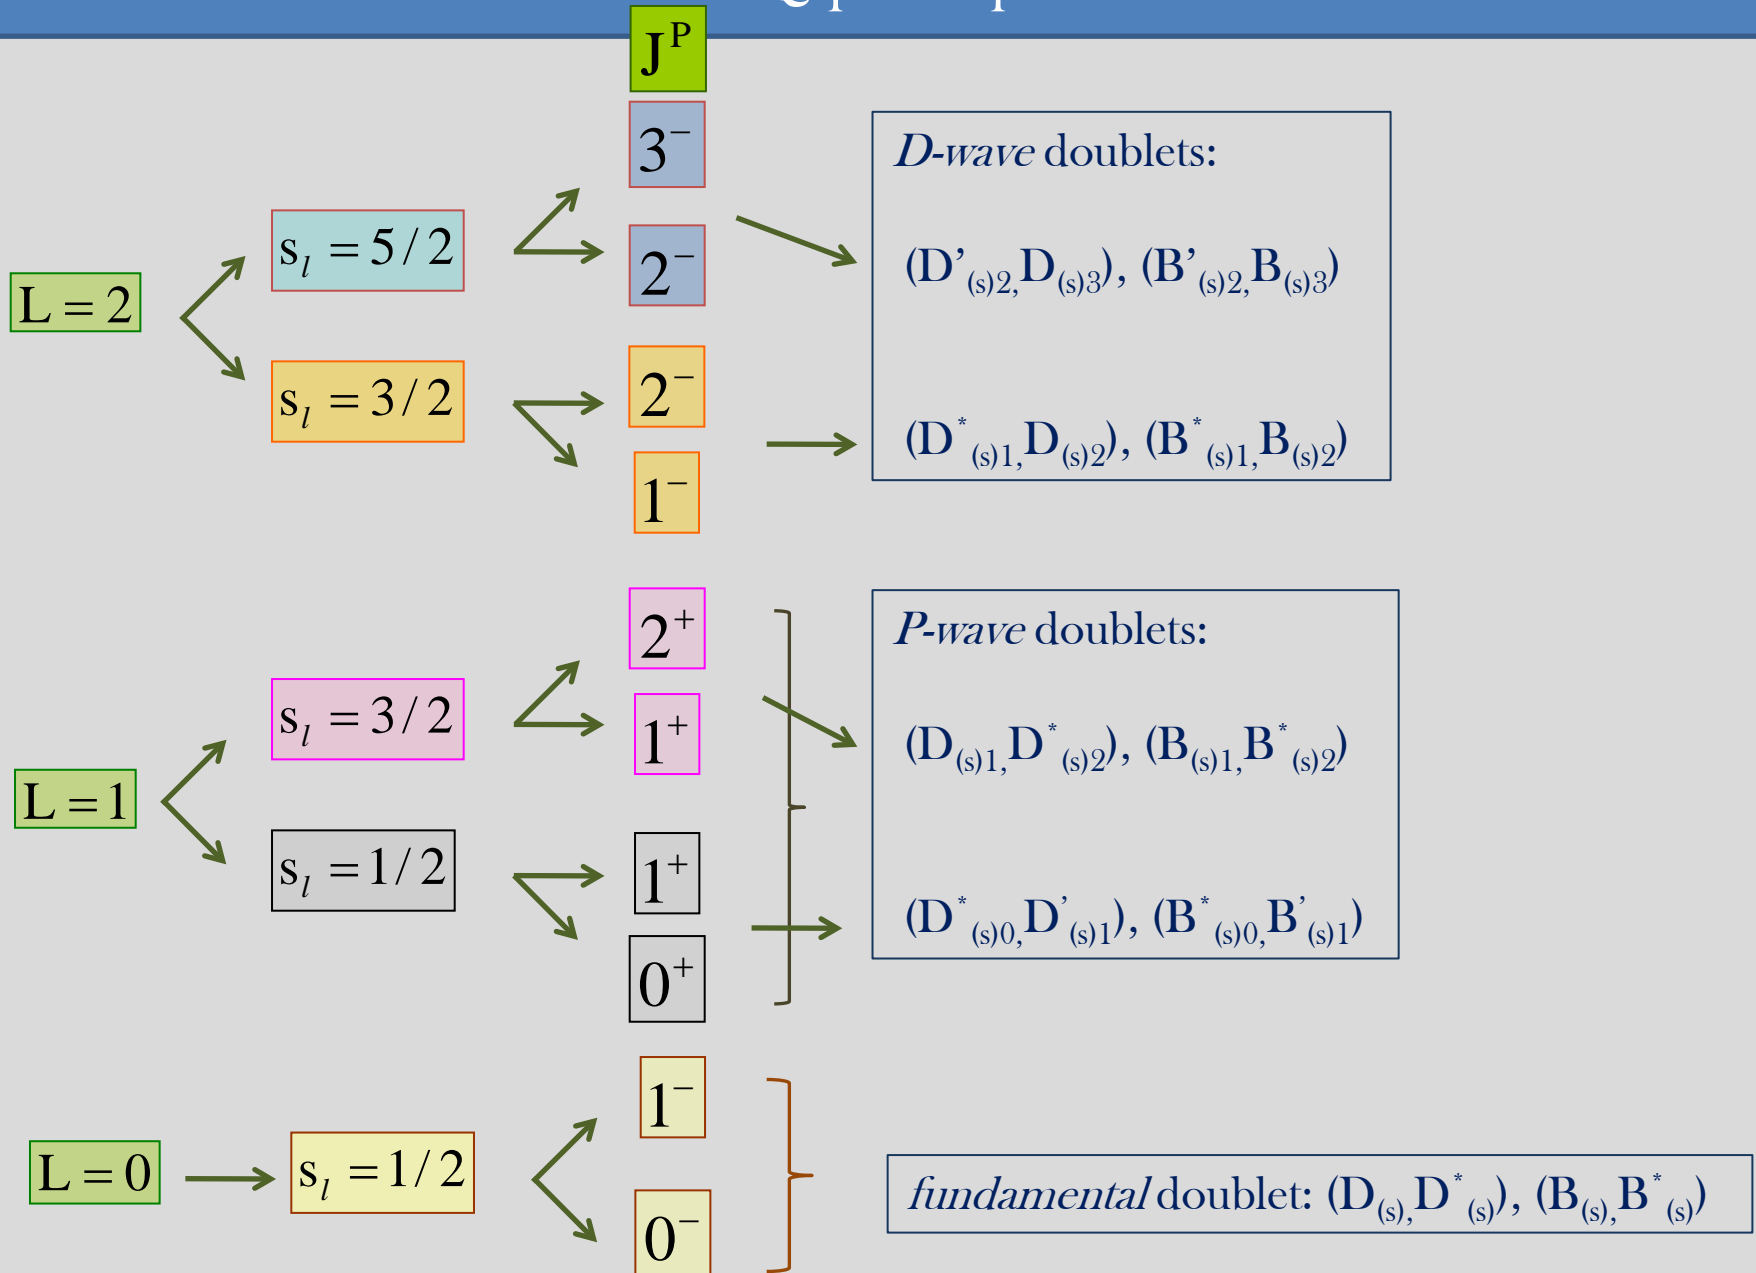 J^P
3^−
D-wave doublets:
s_l = 5/2
2^−
(D’_(s)2, D_(s)3), (B’_(s)2, B_(s)3)
L = 2
s_l = 3/2
2^−
(D^*_(s)1, D_(s)2), (B^*_(s)1, B_(s)2)
1^−
2^+
P-wave doublets:
s_l = 3/2
1^+
(D_(s)1, D^*_(s)2), (B_(s)1, B^*_(s)2)
L = 1
s_l = 1/2
1^+
(D^*_(s)0, D^’_(s)1), (B^*_(s)0, B^’_(s)1)
0^+
1^−
L = 0
s_l = 1/2
fundamental doublet: (D_(s), D^*_(s)), (B_(s), B^*_(s))
0^−